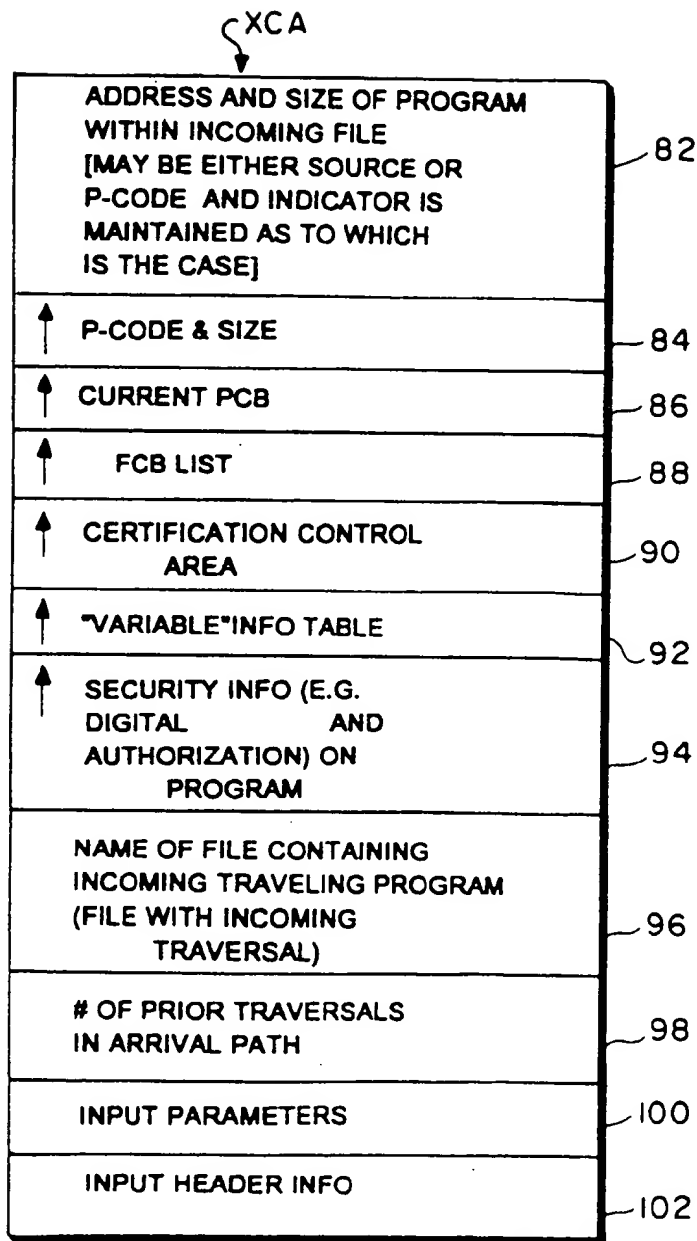 XCA
ADDRESS AND SIZE OF PROGRAM
WITHIN INCOMING FILE
[MAY BE EITHER SOURCE OR
P-CODE AND INDICATOR IS
MAINTAINED AS TO WHICH
IS THE CASE]
82
P-CODE & SIZE
84
CURRENT PCB
86
FCB LIST
88
CERTIFICATION CONTROL
AREA
90
"VARIABLE"INFO TABLE
92
SECURITY INFO (E.G.
DIGITAL AND
AUTHORIZATION) ON
PROGRAM
94
NAME OF FILE CONTAINING
INCOMING TRAVELING PROGRAM
(FILE WITH INCOMING
TRAVERSAL)
96
# OF PRIOR TRAVERSALS
IN ARRIVAL PATH
98
INPUT PARAMETERS
100
INPUT HEADER INFO
102